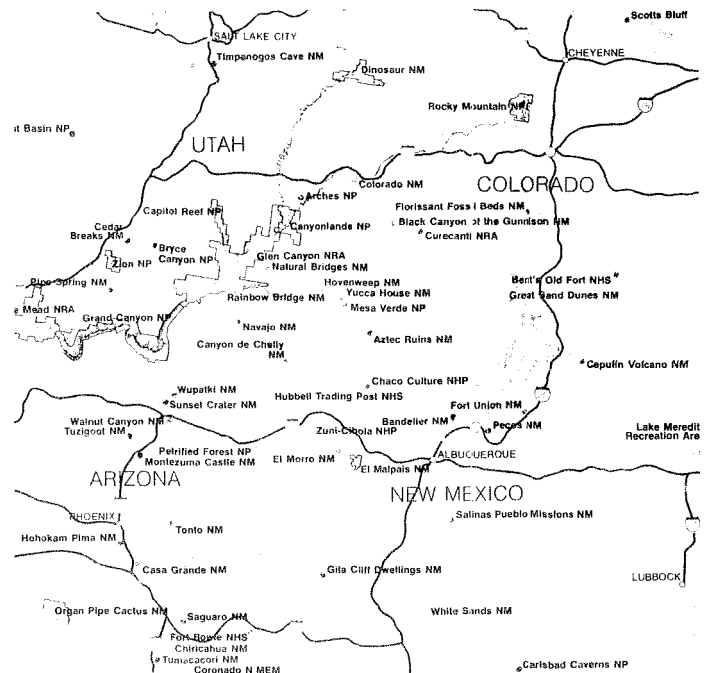 Scotts Bluff
SALT LAKE CITY
CHEYENNE
Timpanogos Cave NM
Dinosaur NM
Rocky Mountain NP
t Basin NP
UTAH
Colorado NM
COLORADO
Arches NP
Capitol Reef NP
Florissant Fossil Beds NM
Canyonlands NP
Black Canyon of the Gunnison NM
Cedar
Breaks NM
Curecanti NRA
Bryce
Canyon NP
Glen Canyon NRA
Zion NP
Natural Bridges NM
Pipe Spring NM
Hovenweep NM
Bent's Old Fort NHS
Yucca House NM
Great Sand Dunes NM
Rainbow Bridge NM
e Mead NRA
Mesa Verde NP
Grand Canyon NP
Navajo NM
Aztec Ruins NM
Canyon de Chelly
NM
Capulin Volcano NM
Chaco Culture NHP
Wupatki NM
Hubbell Trading Post NHS
Sunset Crater NM
Fort Union NM
Walnut Canyon NM
Bandelier NM
Tuzigoot NM
Zuni-Cibola NHP
Pecos NM
Lake Meredit
Recreation Area
Petrified Forest NP
Montezuma Castle NM
El Morro NM
ALBUQUERQUE
El Malpais NM
ARIZONA
NEW MEXICO
PHOENIX
Salinas Pueblo Missions NM
Tonto NM
Hohokam Pima NM
Casa Grande NM
Gila Cliff Dwellings NM
LUBBOCK
Organ Pipe Cactus NM
White Sands NM
Saguaro NM
Fort Bowie NHS
Chiricahua NM
Tumacacori NM
Carlsbad Caverns NP
Coronado N MEM